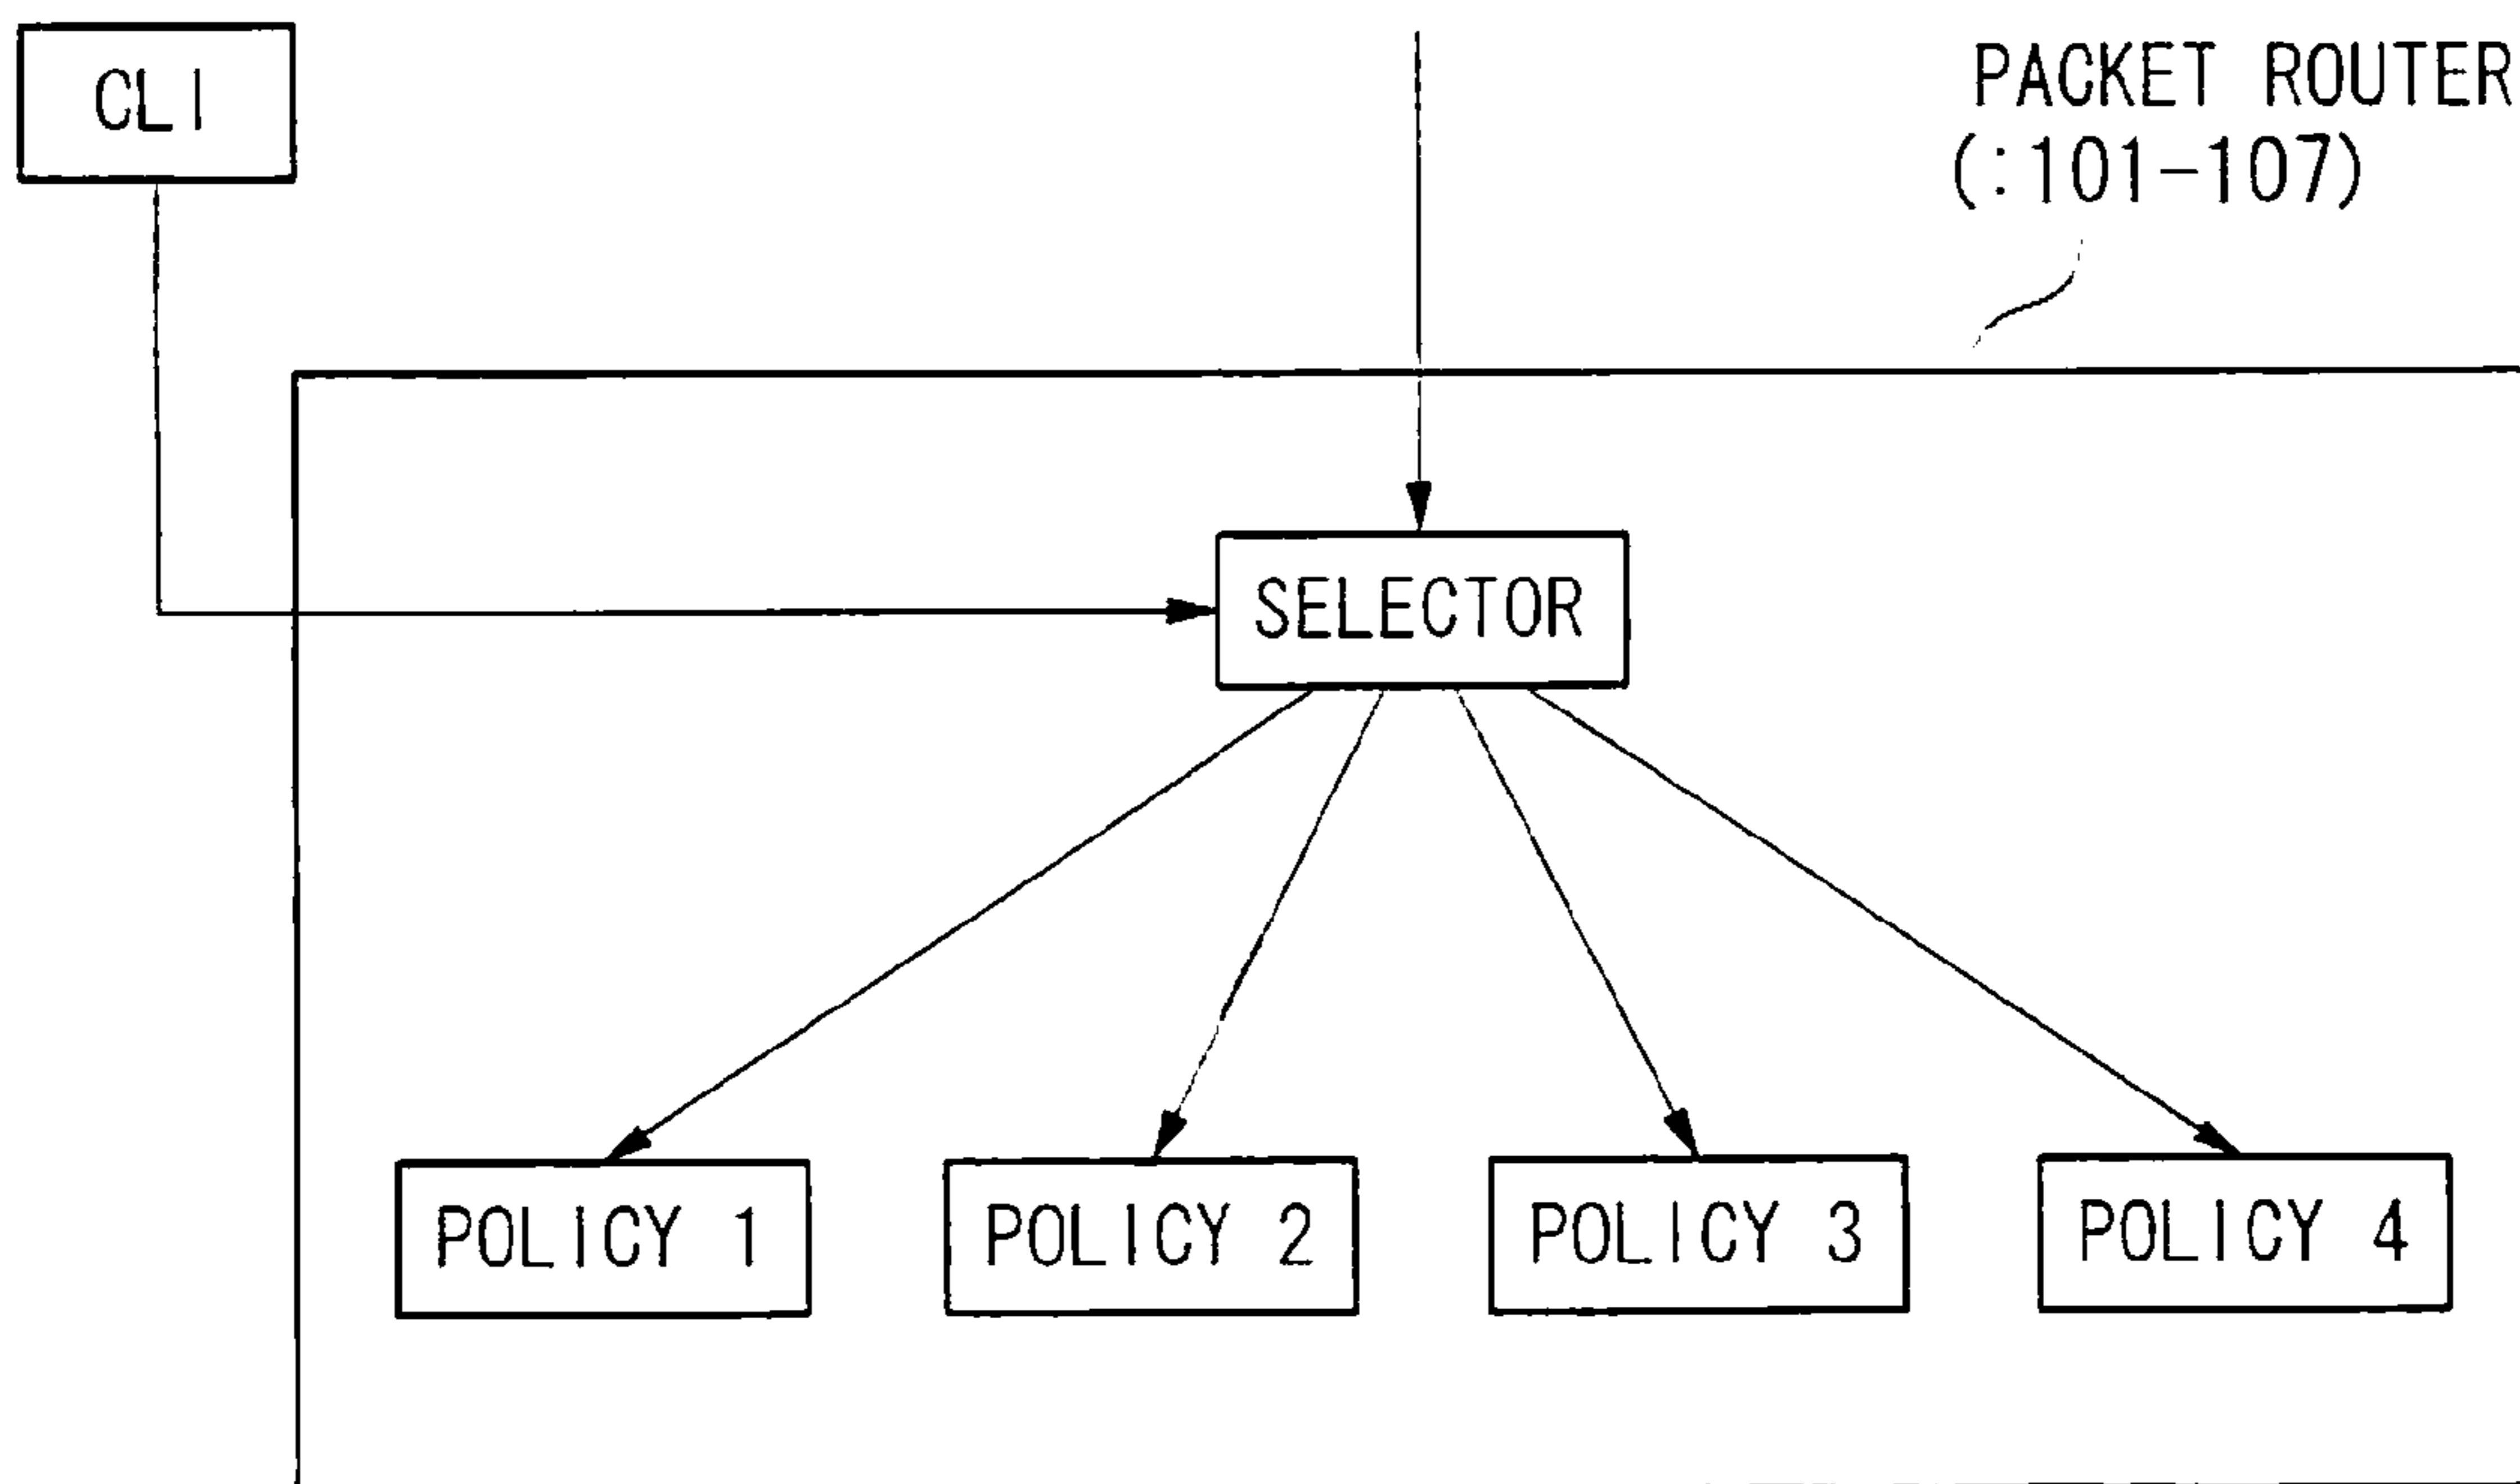 CLI
PACKET ROUTER
(:101-107)
SELECTOR
POLICY 1
POLICY 2
POLICY 3
POLICY 4